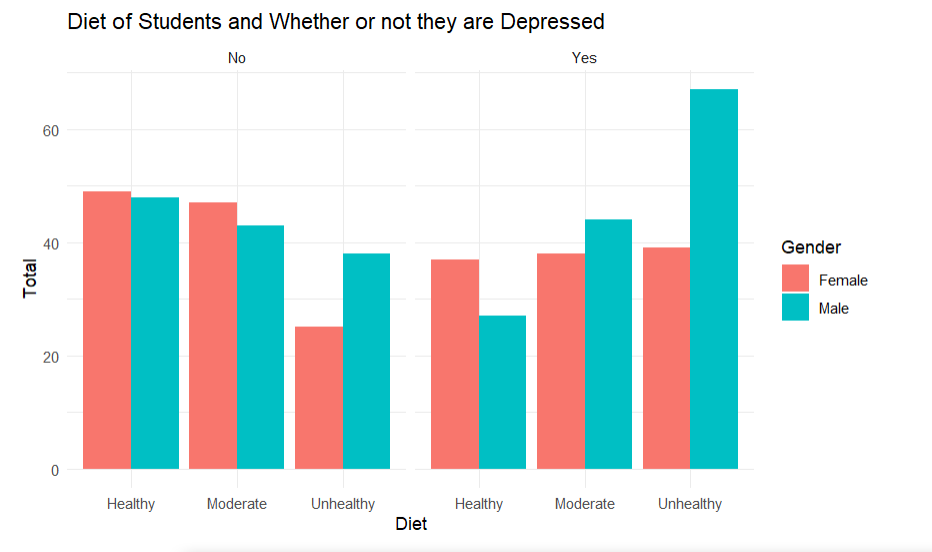 Diet of Students and Whether or not they are Depressed
No
Yes
Total
60
40
20
0
Healthy
Moderate
Unhealthy
Healthy
Moderate
Unhealthy
Diet
Gender
Female
Male